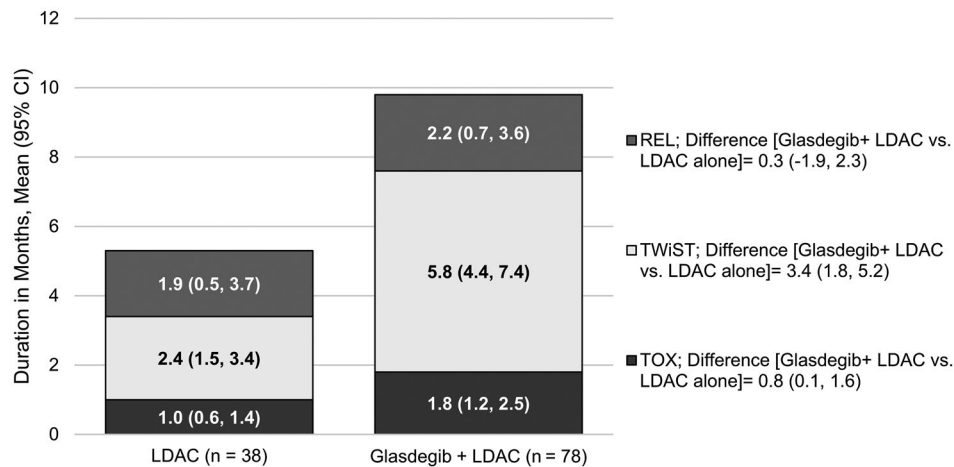 Duration in Months, Mean (95% CI)
12
10
8
6
4
2
0
1.9 (0.5, 3.7)
2.4 (1.5, 3.4)
1.0 (0.6, 1.4)
LDAC (n = 38)
2.2 (0.7, 3.6)
5.8 (4.4, 7.4)
1.8 (1.2, 2.5)
Glasdegib + LDAC (n = 78)
REL; Difference [Glasdegib+ LDAC vs.
LDAC alone]= 0.3 (-1.9, 2.3)
TWiST; Difference [Glasdegib+ LDAC
vs. LDAC alone]= 3.4 (1.8, 5.2)
TOX; Difference [Glasdegib+ LDAC vs.
LDAC alone]= 0.8 (0.1, 1.6)